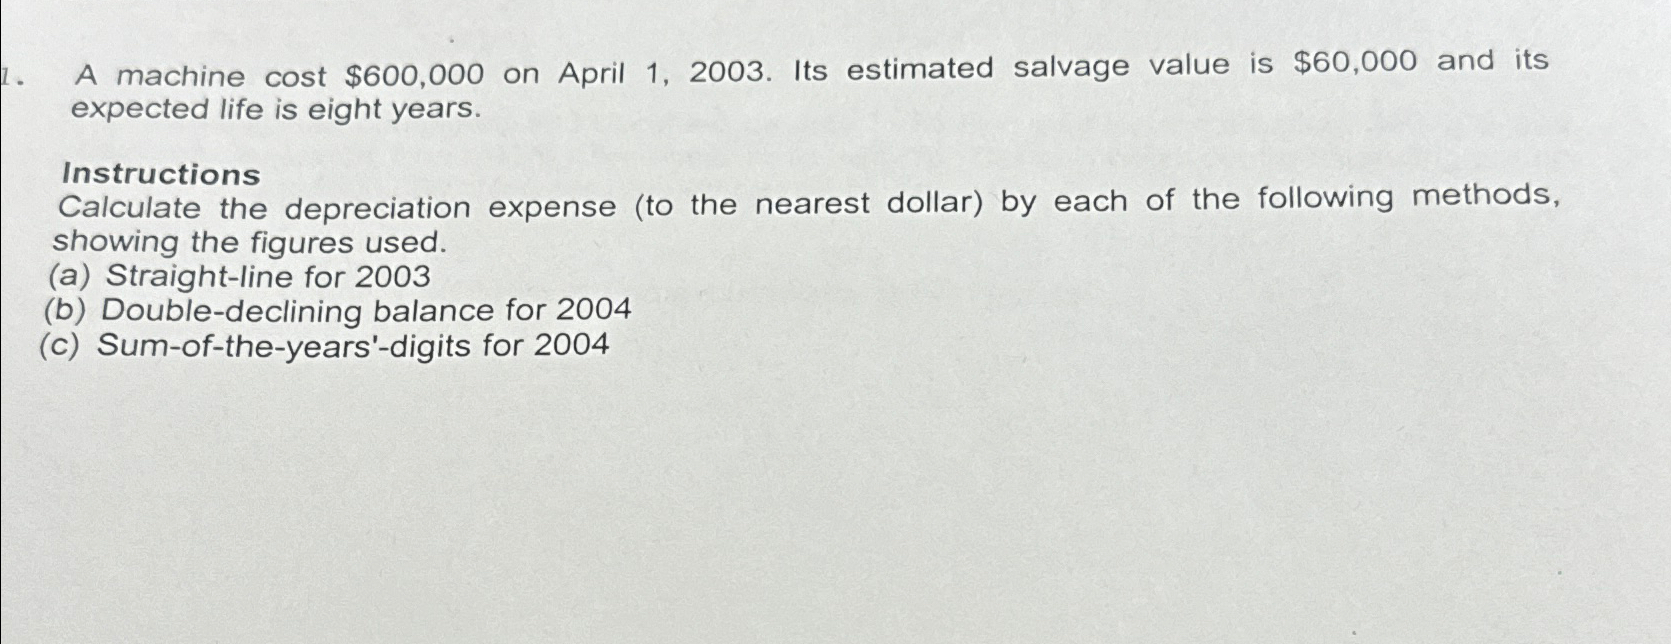 1. A machine cost $600,000 on April 1, 2003. Its estimated salvage value is $60,000 and its
expected life is eight years.
Instructions
Calculate the depreciation expense (to the nearest dollar) by each of the following methods,
showing the figures used.
(a) Straight-line for 2003
(b) Double-declining balance for 2004
(c) Sum-of-the-years'-digits for 2004